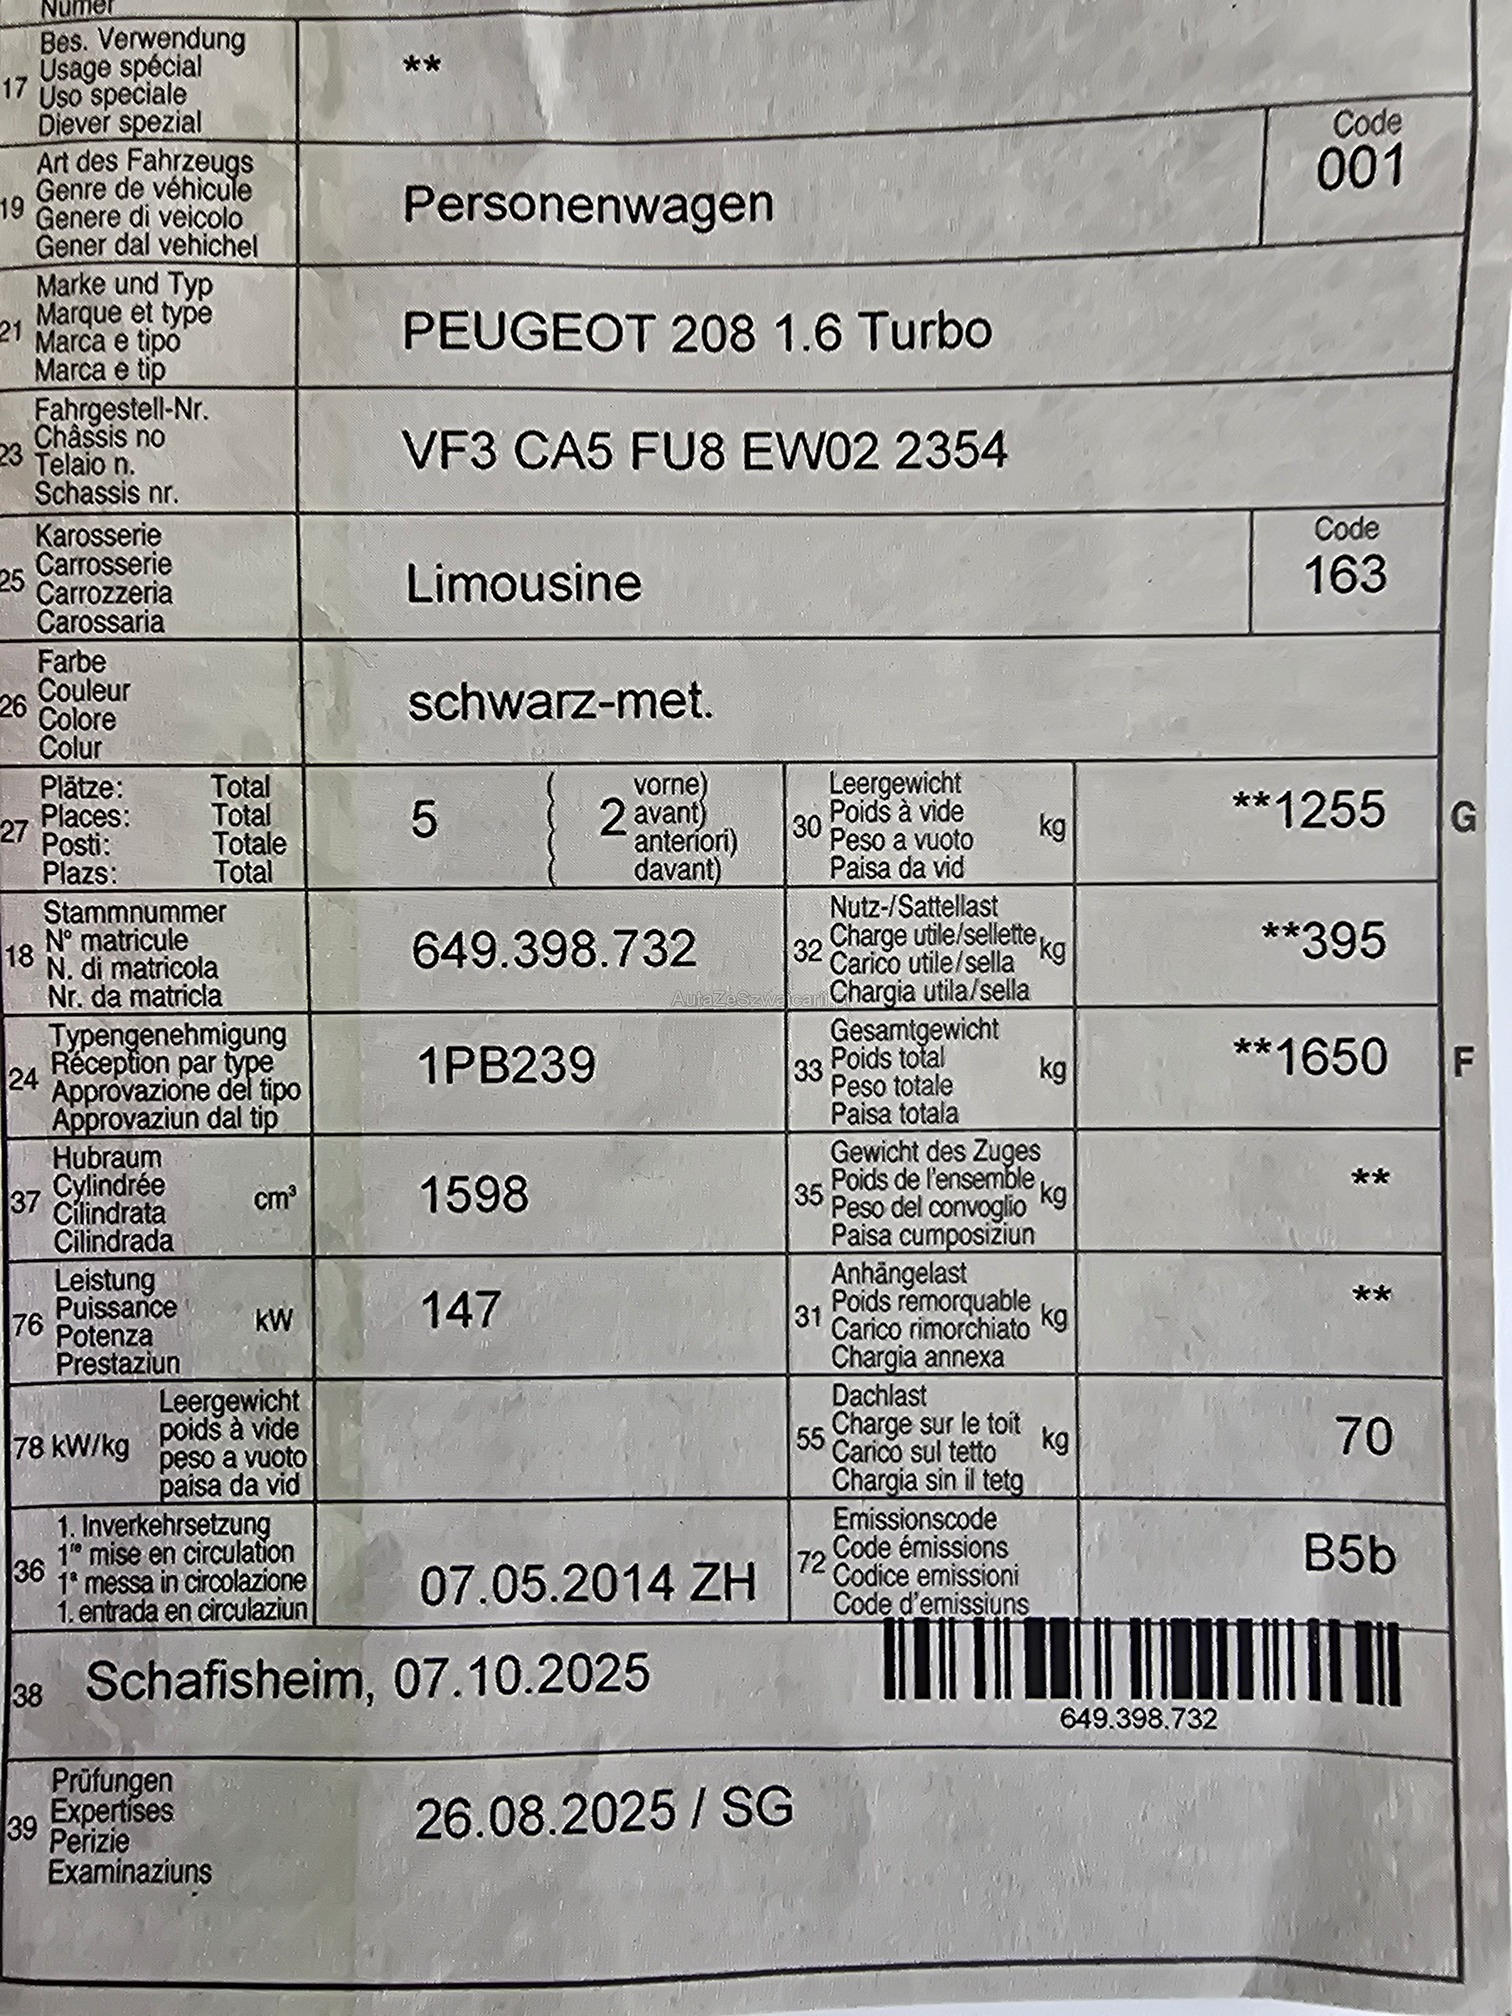 Numer
Bes. Verwendung
17 Usage spécial **
Uso speciale
Diever spezial
Code
001
Art des Fahrzeugs
19 Genre de véhicule Personenwagen
Genere di veicolo
Gener dal vehichel
Marke und Typ
21 Marque et type PEUGEOT 208 1.6 Turbo
Marca e tipo
Marca e tip
Fahrgestell-Nr.
23 Châssis no VF3 CA5 FU8 EW02 2354
Telaio n.
Schassis nr.
Code
163
Karosserie
25 Carrosserie Limousine
Carrozzeria
Carossaria
Farbe
26 Couleur schwarz-met.
Colore
Colur
Plätze: Total
27 Places: Total 5 ( 2 vorne)
Posti: Totale avant)
Plazs: Total anteriori)
davant)
Leergewicht
30 Poids à vide kg **1255 G
Peso a vuoto
Paisa da vid
Stammnummer
18 N° matricule 649.398.732
N. di matricola
Nr. da matricla
Nutz-/Sattellast
32 Charge utile/sellette kg **395
Carico utile/sella
Chargia utila/sella
AutaZeSzwajcarii.
Typengenehmigung
24 Réception par type 1PB239
Approvazione del tipo
Approvaziun dal tip
Gesamtgewicht
33 Poids total kg **1650 F
Peso totale
Paisa totala
Hubraum
37 Cylindrée cm³ 1598
Cilindrata
Cilindrada
Gewicht des Zuges
35 Poids de l'ensemble kg **
Peso del convoglio
Paisa cumposiziun
Leistung
76 Puissance kW 147
Potenza
Prestaziun
Anhängelast
31 Poids remorquable kg **
Carico rimorchiato
Chargia annexa
Leergewicht
78 kW/kg poids à vide
peso a vuoto
paisa da vid
Dachlast
55 Charge sur le toit kg 70
Carico sul tetto
Chargia sin il tetg
1. Inverkehrsetzung
36 1re mise en circulation 07.05.2014 ZH
1a messa in circolazione
1. entrada en circulaziun
Emissionscode
72 Code émissions B5b
Codice emissioni
Code d'emissiuns
38 Schafisheim, 07.10.2025
649.398.732
Prüfungen
39 Expertises 26.08.2025 / SG
Perizie
Examinaziuns